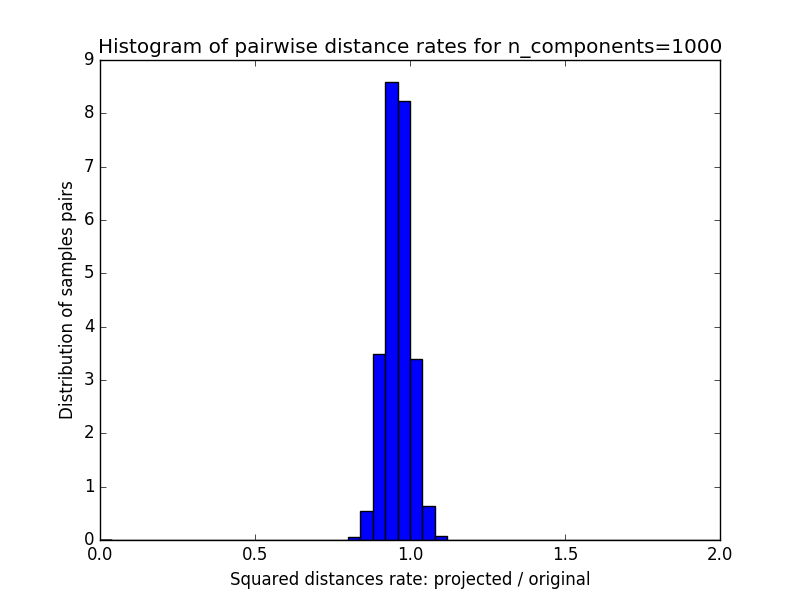 Histogram of pairwise distance rates for n_components=1000
9
8
7
6
5
4
3
2
1
0
Distribution of samples pairs
0.0 0.5 1.0 1.5 2.0
Squared distances rate: projected / original